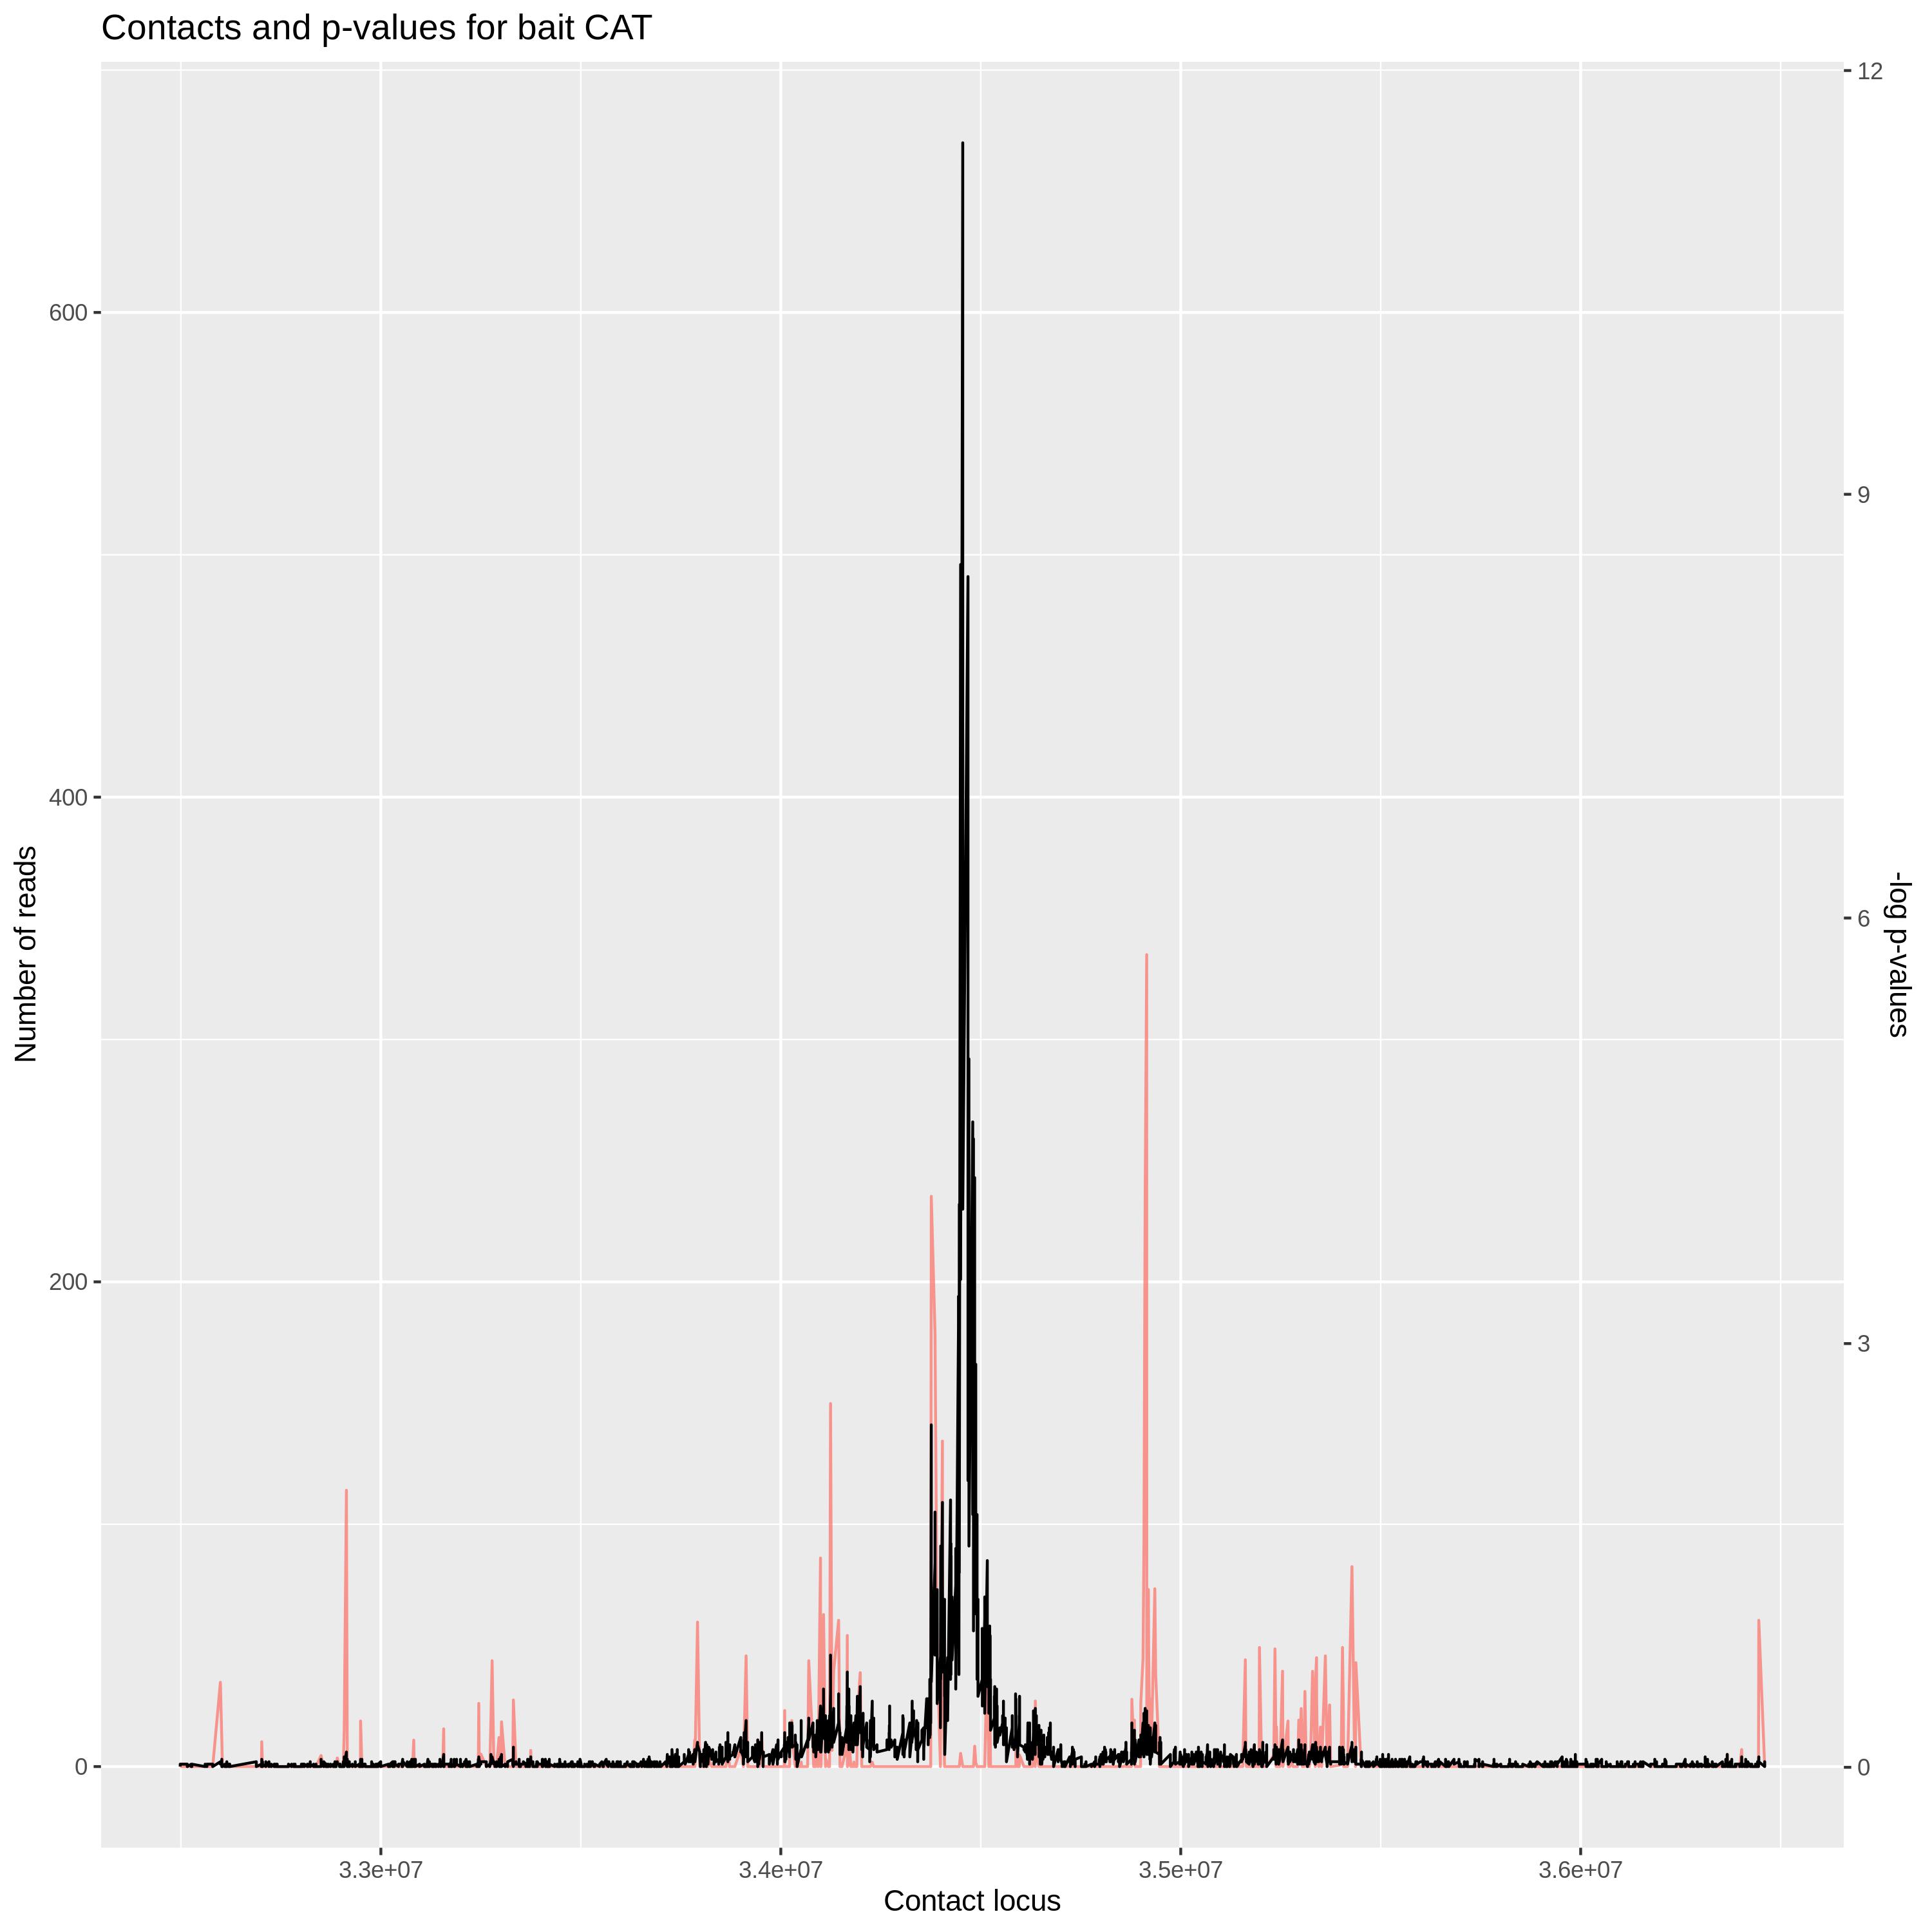 Contacts and p-values for bait CAT
12
600
9
400
6
Number of reads
-log p-values
200
3
0
0
3.3e+07
3.4e+07
3.5e+07
3.6e+07
Contact locus